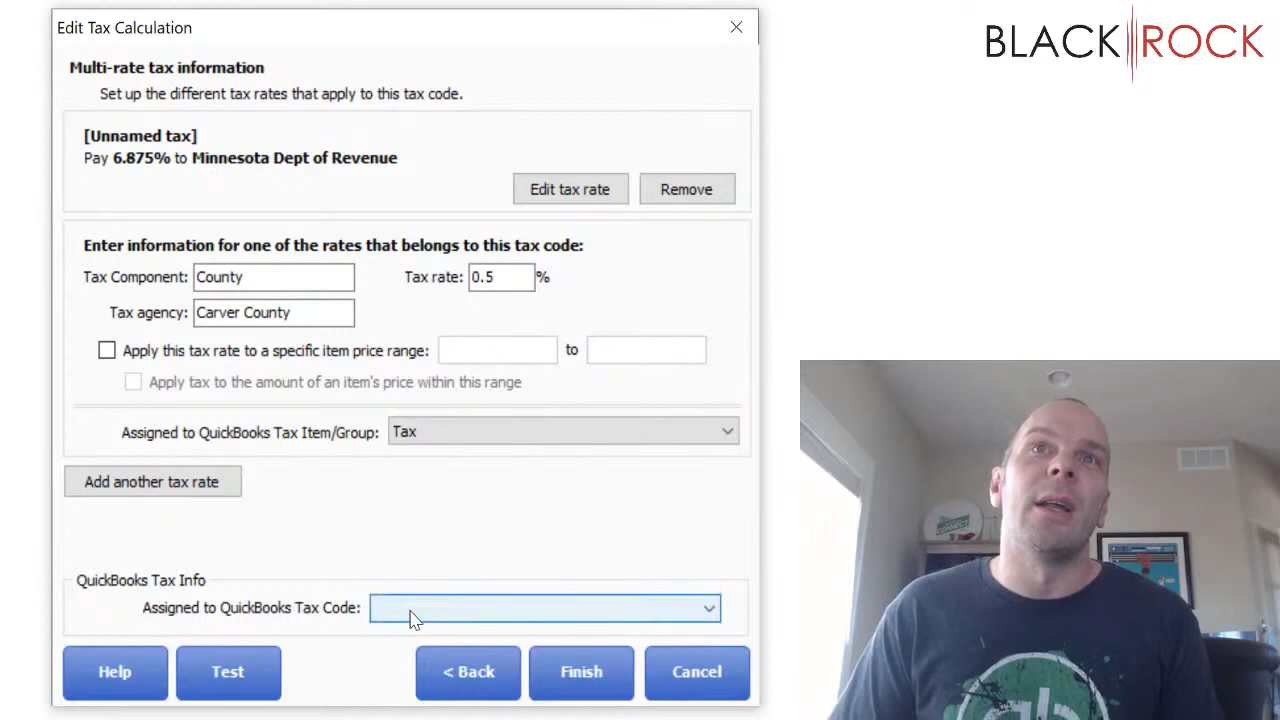 Edit Tax Calculation
BLACK ROCK
Multi-rate tax information
Set up the different tax rates that apply to this tax code.
[Unnamed tax]
Pay 6.875% to Minnesota Dept of Revenue
Edit tax rate
Remove
Enter information for one of the rates that belongs to this tax code:
Tax Component: County
Tax rate: 0.5 %
Tax agency: Carver County
Apply this tax rate to a specific item price range: to
Apply tax to the amount of an item's price within this range
Assigned to QuickBooks Tax Item/Group: Tax
Add another tax rate
CONNECT
QuickBooks Tax Info
Assigned to QuickBooks Tax Code:
Help
Test
< Back
Finish
Cancel
qb